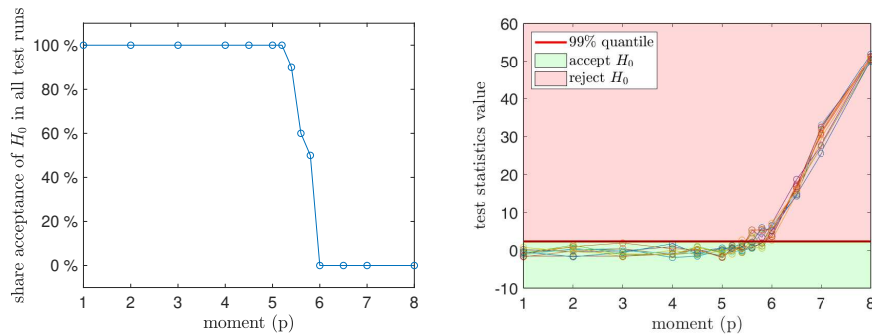 share acceptance of H0 in all test runs
100 %
80 %
60 %
40 %
20 %
0 %
1 2 3 4 5 6 7 8
moment (p)
test statistics value
60
50
40
30
20
10
0
-10
99% quantile
accept H0
reject H0
1 2 3 4 5 6 7 8
moment (p)